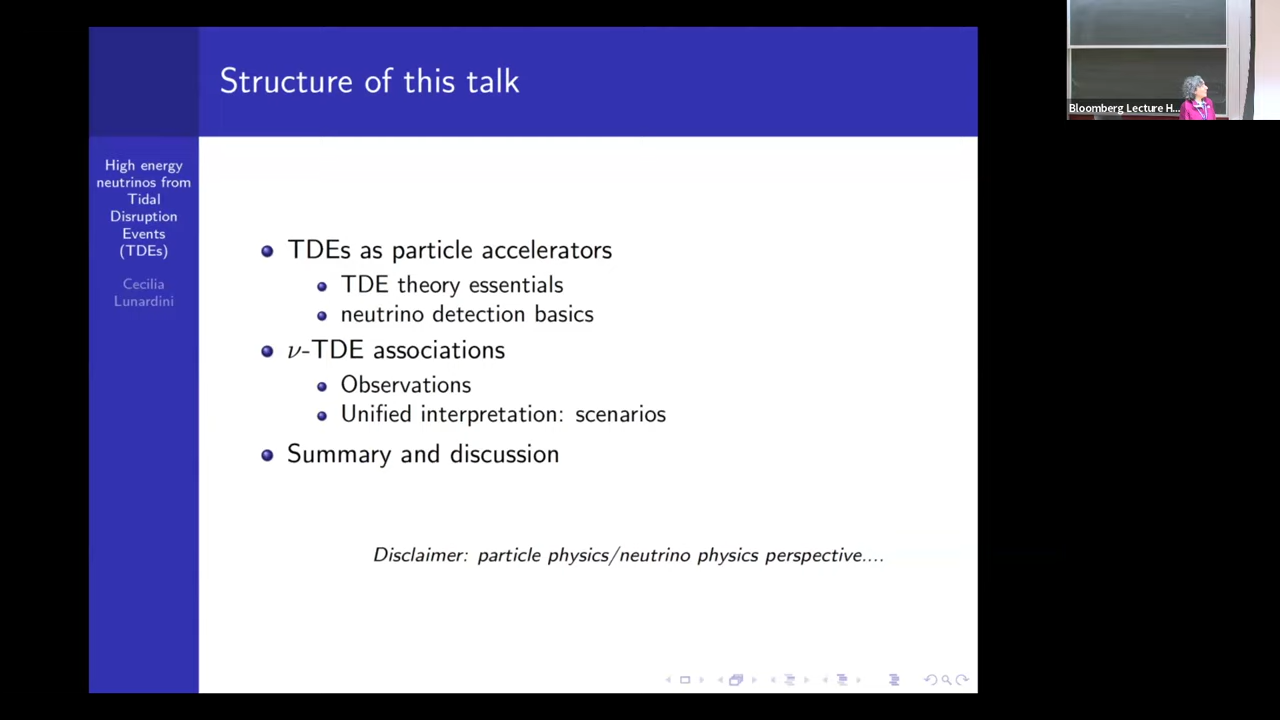 Structure of this talk
High energy
neutrinos from
Tidal
Disruption
Events
(TDEs)
Cecilia
Lunardini
TDEs as particle accelerators
TDE theory essentials
neutrino detection basics
ν-TDE associations
Observations
Unified interpretation: scenarios
Summary and discussion
Disclaimer: particle physics/neutrino physics perspective....
Bloomberg Lecture H...